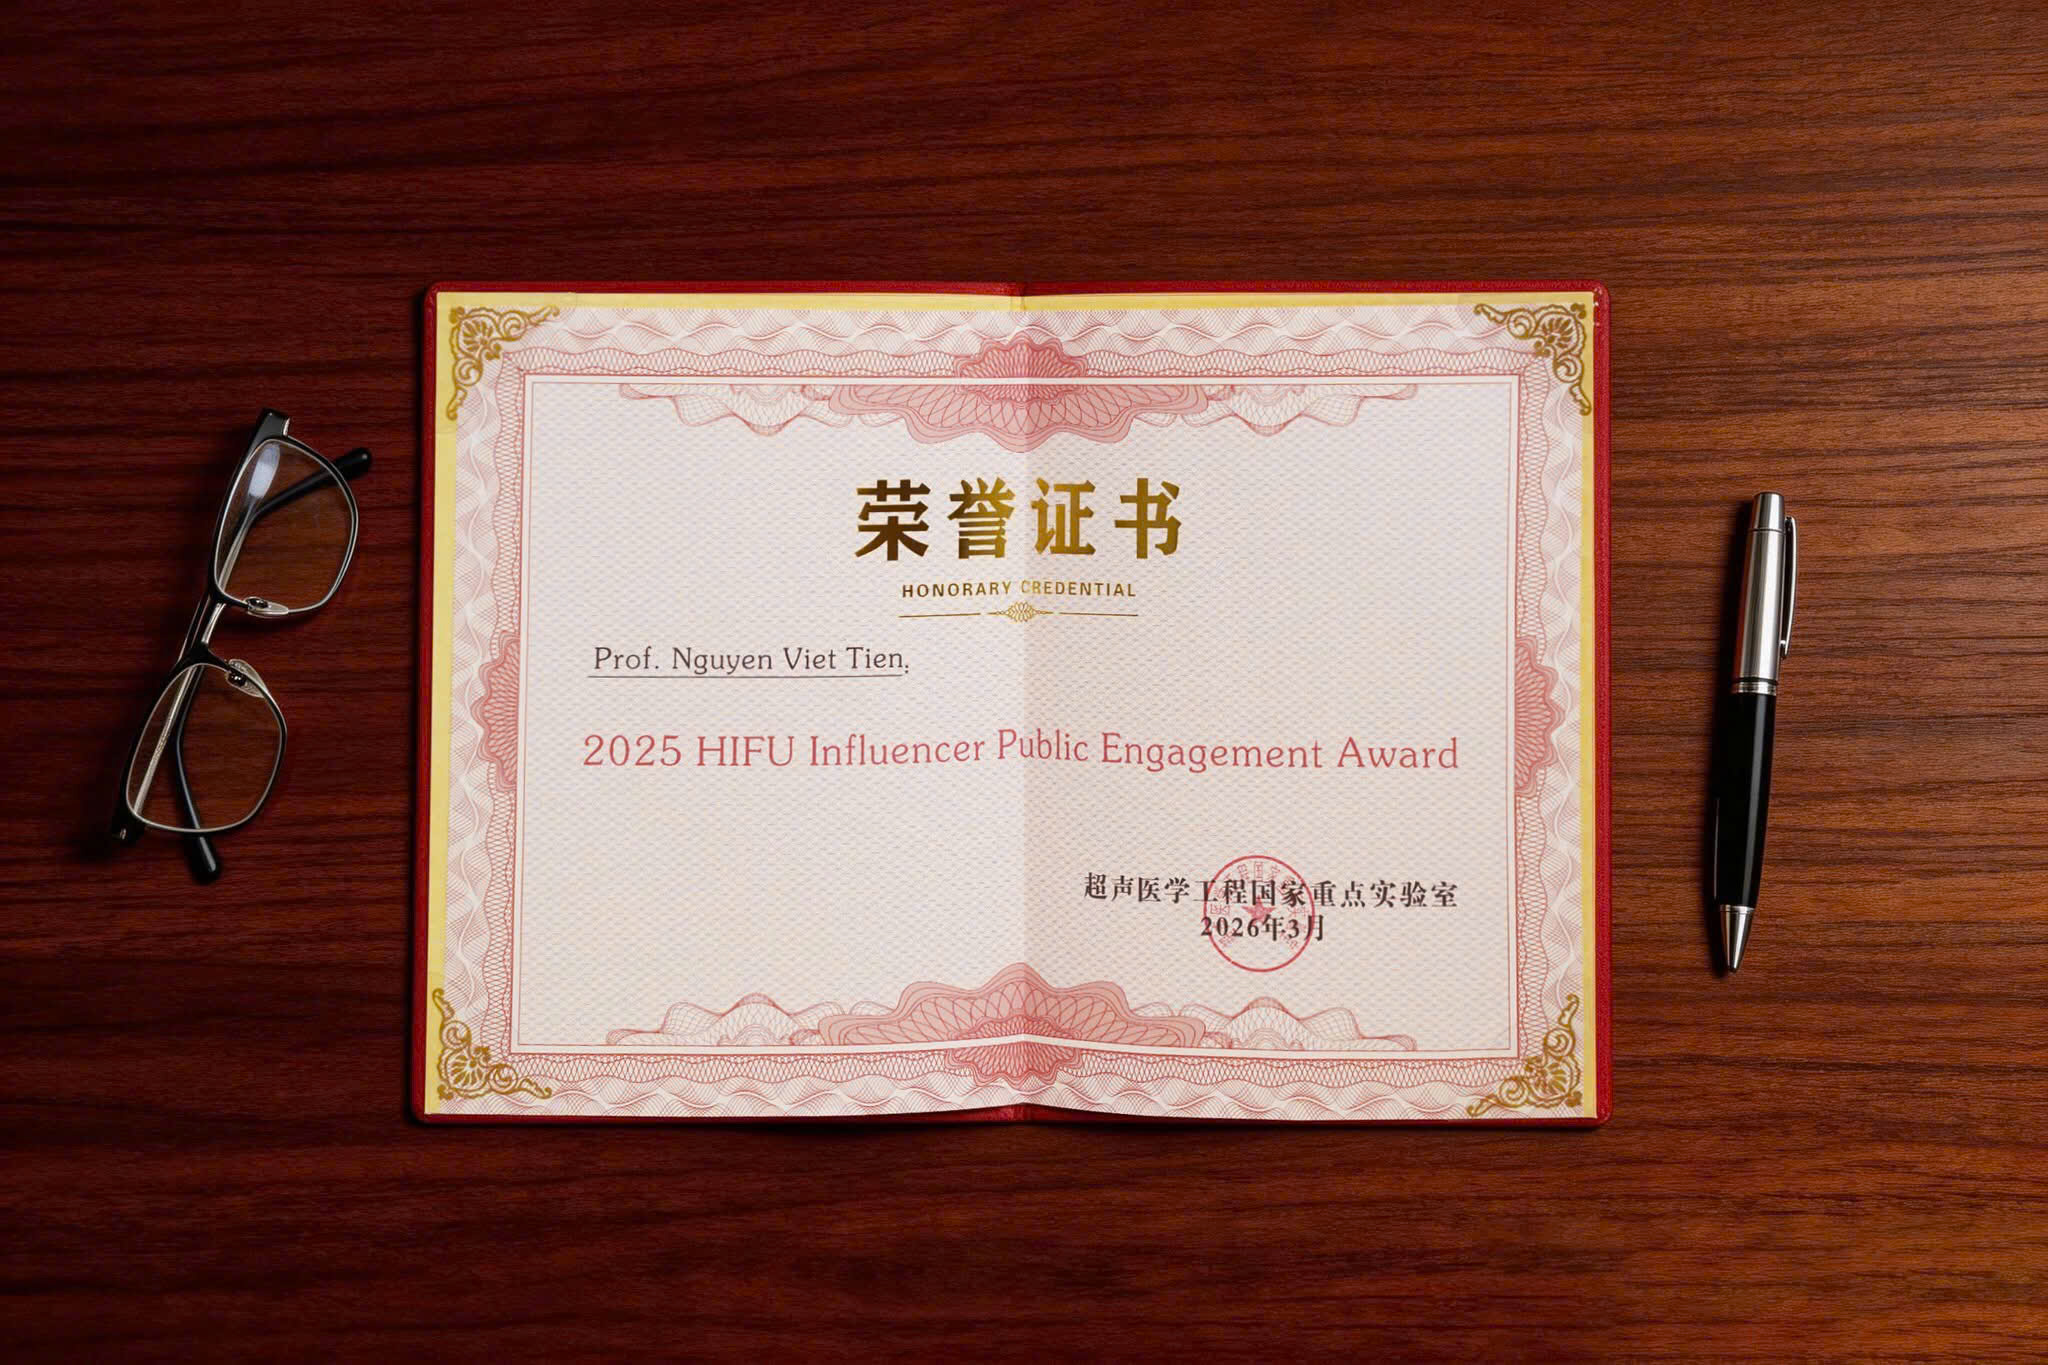 荣誉证书
HONORARY CREDENTIAL
Prof. Nguyen Viet Tien:
2025 HIFU Influencer Public Engagement Award
超声医学工程国家重点实验室
2026年3月